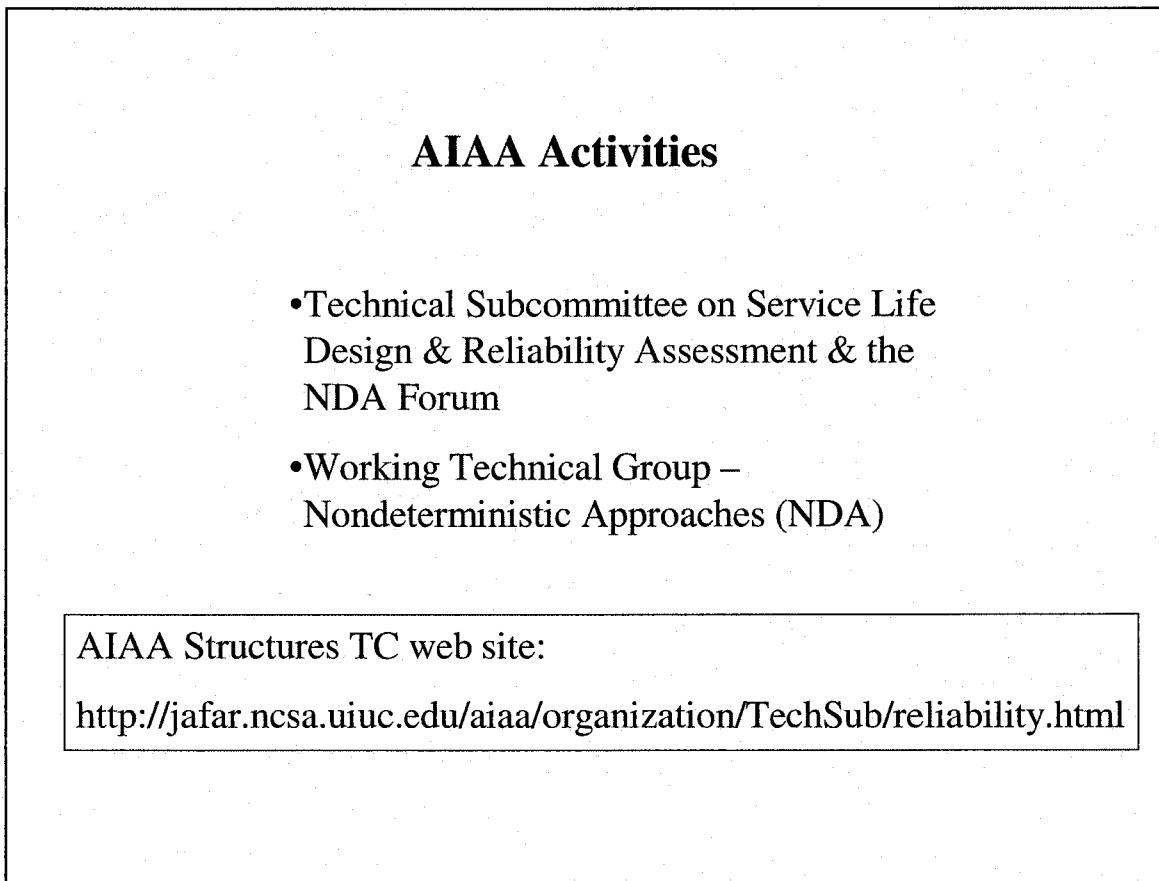 AIAA Activities
•Technical Subcommittee on Service Life
Design & Reliability Assessment & the
NDA Forum
•Working Technical Group –
Nondeterministic Approaches (NDA)
AIAA Structures TC web site:
http://jafar.ncsa.uiuc.edu/aiaa/organization/TechSub/reliability.html